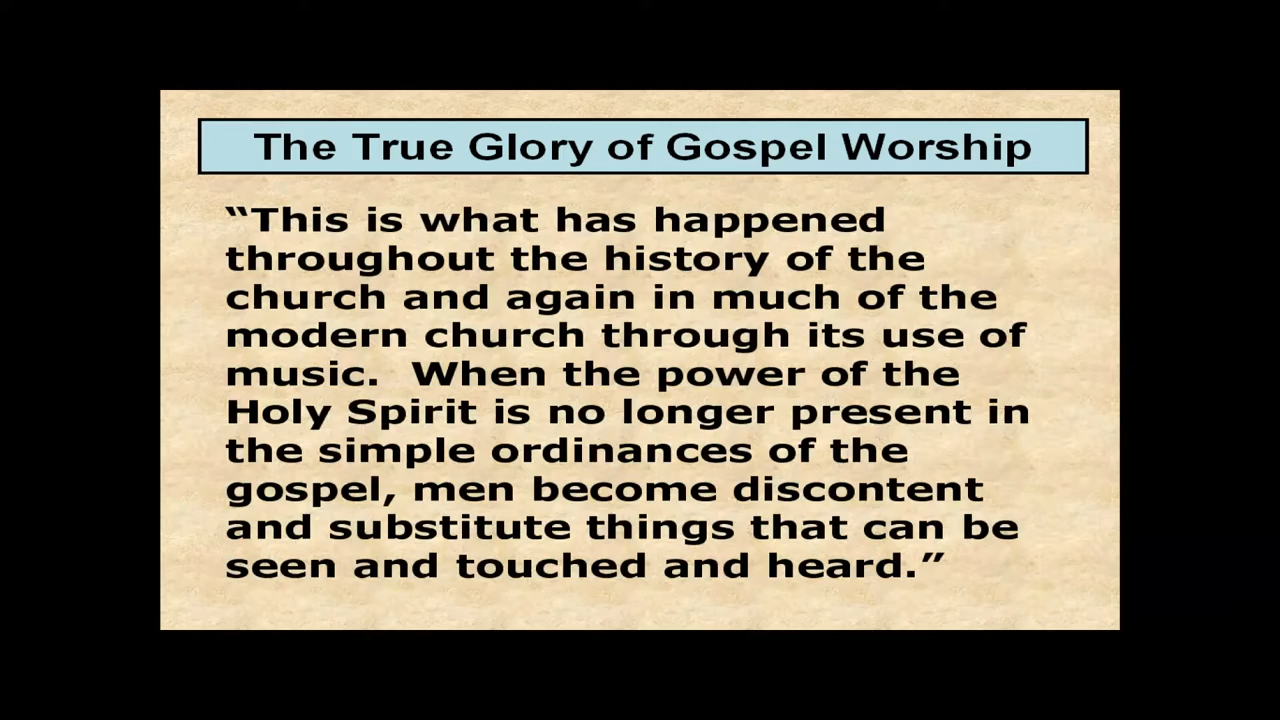 The True Glory of Gospel Worship
“This is what has happened
throughout the history of the
church and again in much of the
modern church through its use of
music.  When the power of the
Holy Spirit is no longer present in
the simple ordinances of the
gospel, men become discontent
and substitute things that can be
seen and touched and heard.”